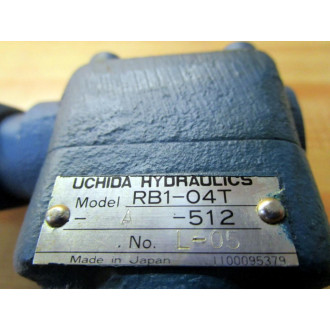 UCHIDA HYDRAULICS
Model RB1-04T
- A -512
. No. L-05
Made in Japan 1100095379